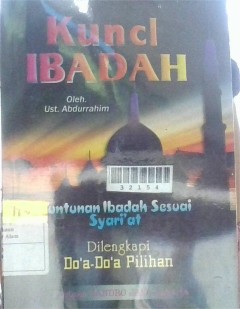 Kunci
IBADAH
Oleh.
Ust. Abdurrahim
32154
Tuntunan Ibadah Sesuai
Syari'at
Dilengkapi
Do'a-Do'a Pilihan